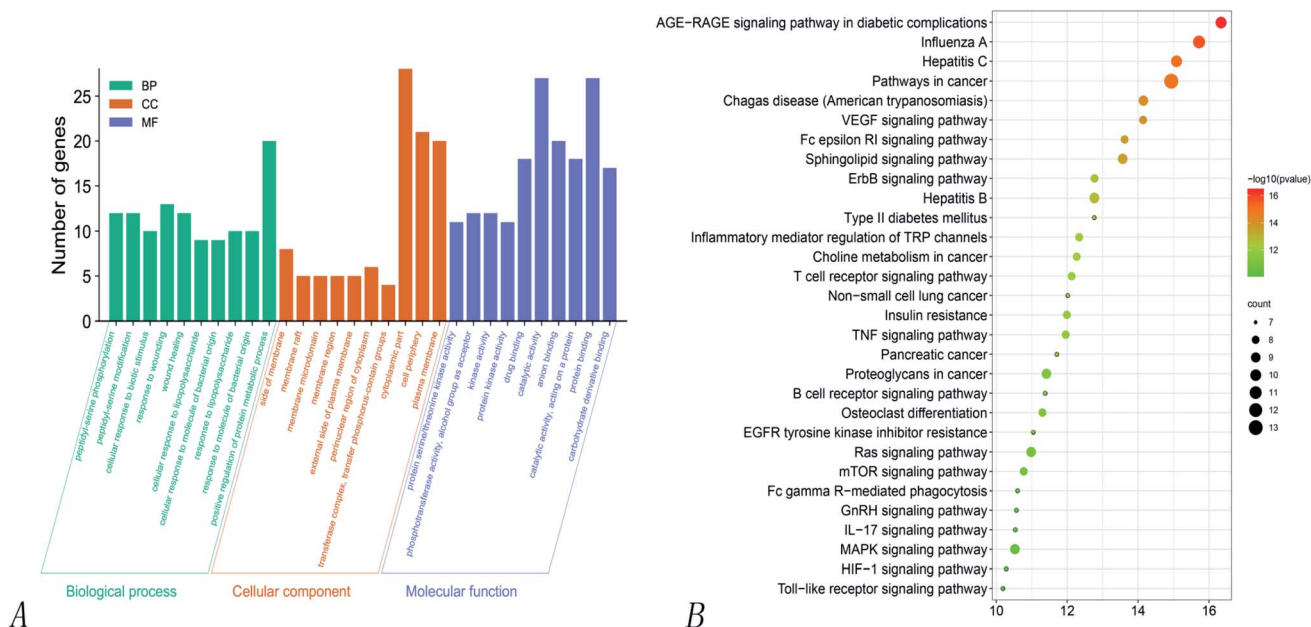 BP
CC
MF
Number of genes
25
20
15
10
5
0
peptidyl-serine phosphorylation
peptidyl-serine modification
cellular response to biotic stimulus
response to wounding
wound healing
cellular response to lipopolysaccharide
cellular response to molecule of bacterial origin
response to lipopolysaccharide
response to molecule of bacterial origin
positive regulation of protein metabolic process
side of membrane
membrane raft
membrane microdomain
membrane region
external side of plasma membrane
perinuclear region of cytoplasm
transferase complex, transfer phosphorus-contain groups
cytoplasmic part
cell periphery
plasma membrane
protein serine/threonine kinase activity
phosphotransferase activity, alcohol group as acceptor
kinase activity
protein kinase activity
drug binding
catalytic activity
anion binding
catalytic activity, acting on a protein
protein binding
carbohydrate derivative binding
Biological process
Cellular component
Molecular function
A
AGE−RAGE signaling pathway in diabetic complications
Influenza A
Hepatitis C
Pathways in cancer
Chagas disease (American trypanosomiasis)
VEGF signaling pathway
Fc epsilon RI signaling pathway
Sphingolipid signaling pathway
ErbB signaling pathway
Hepatitis B
Type II diabetes mellitus
Inflammatory mediator regulation of TRP channels
Choline metabolism in cancer
T cell receptor signaling pathway
Non−small cell lung cancer
Insulin resistance
TNF signaling pathway
Pancreatic cancer
Proteoglycans in cancer
B cell receptor signaling pathway
Osteoclast differentiation
EGFR tyrosine kinase inhibitor resistance
Ras signaling pathway
mTOR signaling pathway
Fc gamma R−mediated phagocytosis
GnRH signaling pathway
IL−17 signaling pathway
MAPK signaling pathway
HIF−1 signaling pathway
Toll−like receptor signaling pathway
10
12
14
16
−log10(pvalue)
16
14
12
count
7
8
9
10
11
12
13
B